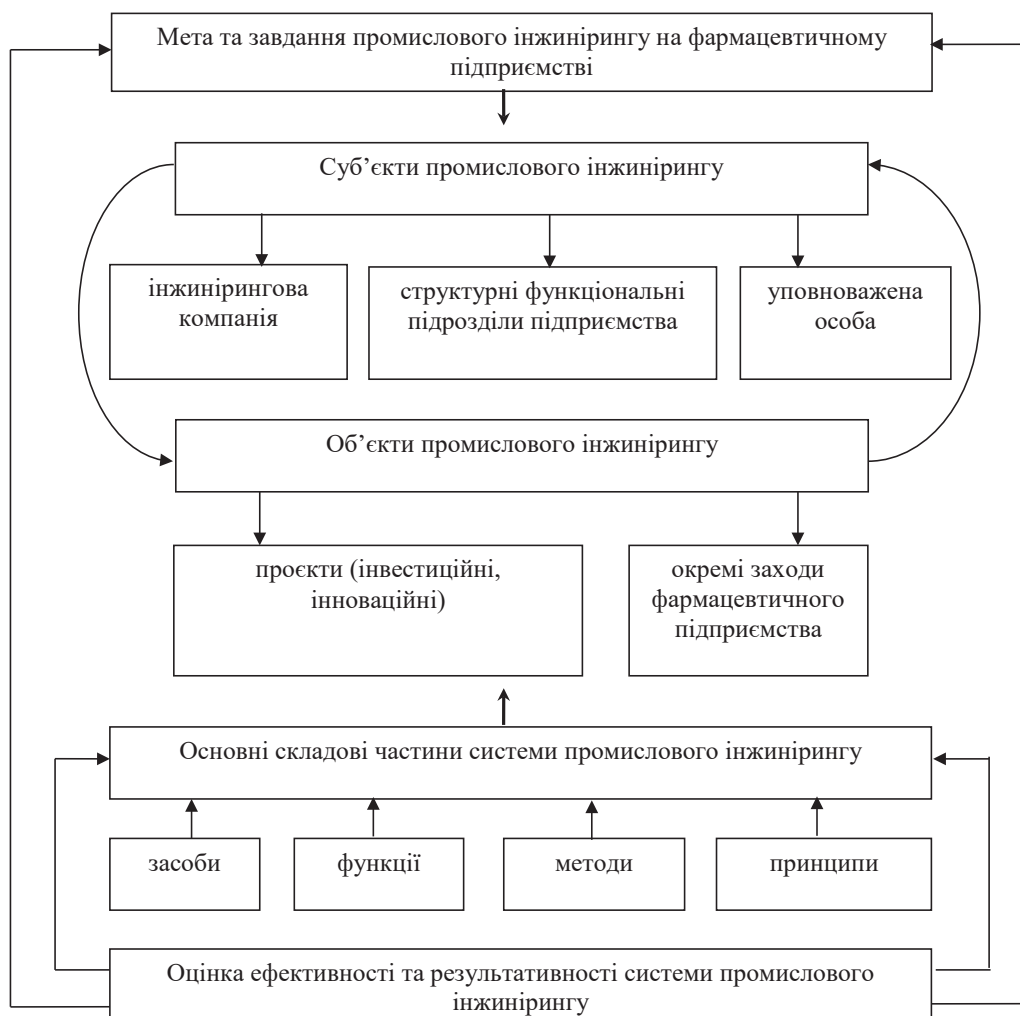 Мета та завдання промислового інжинірингу на фармацевтичному
підприємстві
Суб’єкти промислового інжинірингу
інжинірингова
компанія
структурні функціональні
підрозділи підприємства
уповноважена
особа
Об’єкти промислового інжинірингу
проєкти (інвестиційні,
інноваційні)
окремі заходи
фармацевтичного
підприємства
Основні складові частини системи промислового інжинірингу
засоби
функції
методи
принципи
Оцінка ефективності та результативності системи промислового
інжинірингу